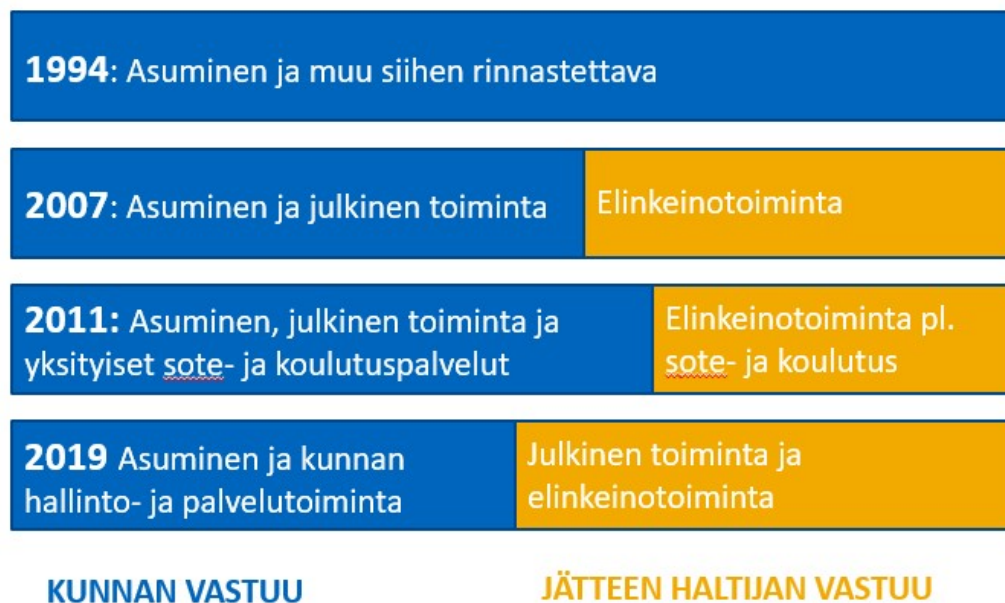 1994: Asuminen ja muu siihen rinnastettava
2007: Asuminen ja julkinen toiminta
Elinkeinotoiminta
2011: Asuminen, julkinen toiminta ja
yksityiset sote- ja koulutuspalvelut
Elinkeinotoiminta pl.
sote- ja koulutus
2019 Asuminen ja kunnan
hallinto- ja palvelutoiminta
Julkinen toiminta ja
elinkeinotoiminta
KUNNAN VASTUU
JÄTTEEN HALTIJAN VASTUU